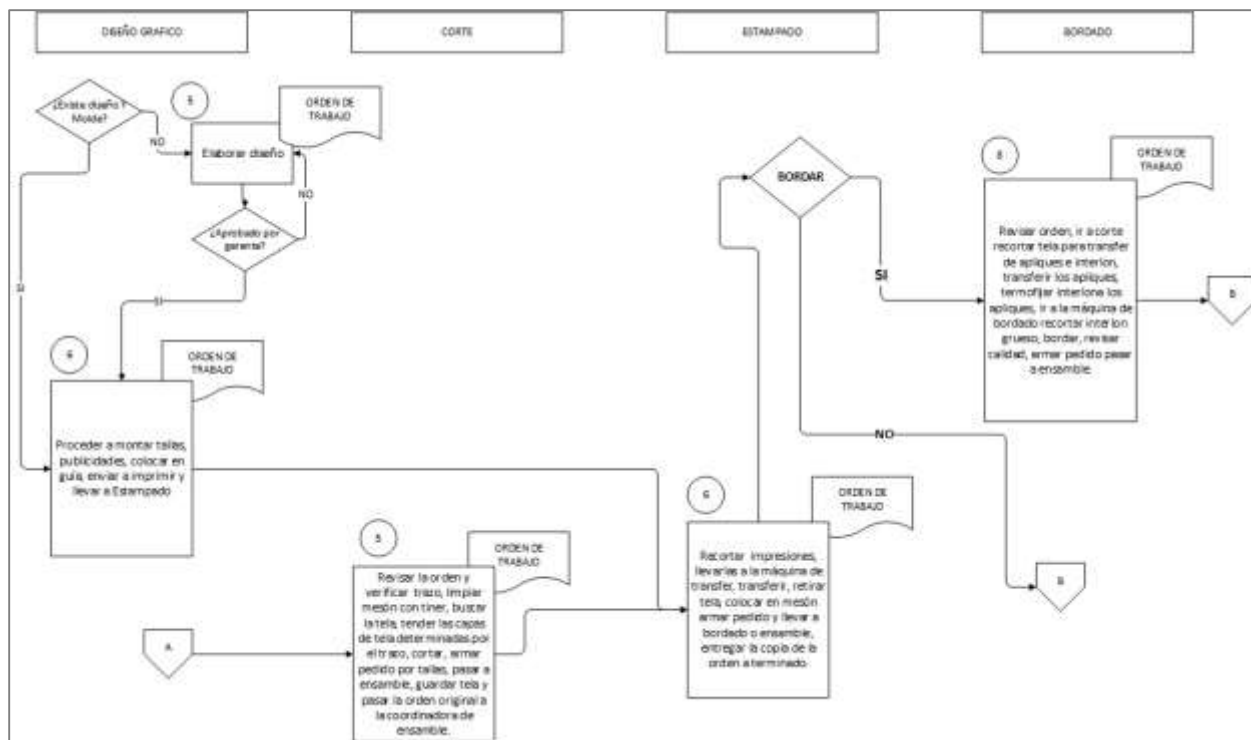 DISEÑO GRAFICO
CORTE
ESTAMPADO
BORDADO
¿Existe diseño Y
Molde?
NO
SI
5
ORDEN DE
TRABAJO
Elaborar diseño
NO
¿Aprobado por
garenta?
SI
6
ORDEN DE
TRABAJO
Proceder a montar tallas,
publicidades, colocar en
guía, enviar a imprimir y
llevar a Estampado
A
5
ORDEN DE
TRABAJO
Revisar la orden y
verificar trazo, limpiar
mesón con tiner, buscar
la tela, tender las capas
de tela determinadas por
el trazo, cortar, armar
pedido por tallas, pasar a
ensamble, guardar tela y
pasar la orden original a
la coordinadora de
ensamble.
BORDAR
SI
NO
6
ORDEN DE
TRABAJO
Recortar impresiones,
llevarlas a la máquina de
transfer, transferir, retirar
tela, colocar en mesón
armar pedido y llevar a
bordado o ensamble,
entregar la copia de la
orden a terminado.
8
ORDEN DE
TRABAJO
Revisar orden, ir a corte
recortar tela para transfer
de apliques e interlon,
transferir los apliques,
termofijar interlona los
apliques, ir a la máquina de
bordado recortar interlon
grueso, bordar, revisar
calidad, armar pedido pasar
a ensamble.
B
B